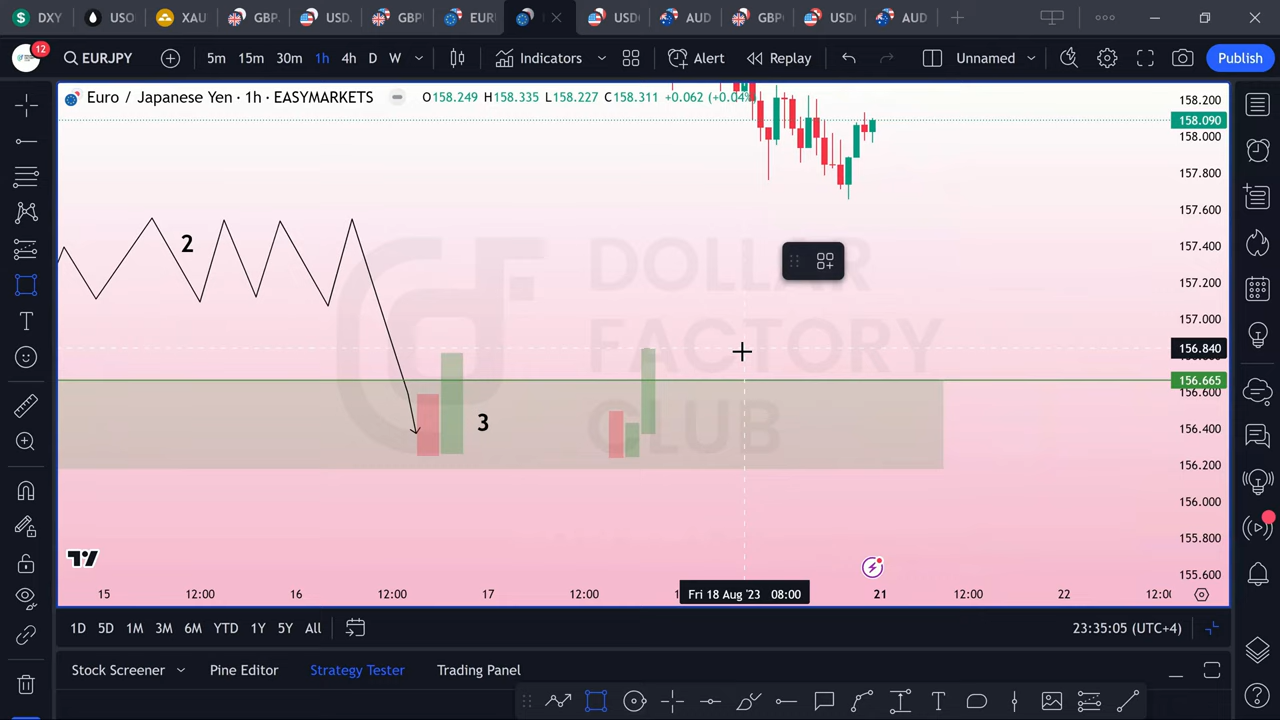 DXY USO XAU GBP. USD. GBP EUR USD AUD GBP USD AUD
12 EURJPY 5m 15m 30m 1h 4h D W Indicators Alert Replay Unnamed Publish
Euro / Japanese Yen · 1h · EASYMARKETS O158.249 H158.335 L158.227 C158.311 +0.062 (+0.04%
158.200
158.090
158.000
157.800
157.600
2
157.400
157.200
157.000
156.840
156.665
156.600
3
156.400
156.200
156.000
155.800
155.600
DOLLAR
FACTORY
CLUB
15 12:00 16 12:00 17 12:00 Fri 18 Aug '23 08:00 21 12:00 22 12:00
1D 5D 1M 3M 6M YTD 1Y 5Y All 23:35:05 (UTC+4)
Stock Screener Pine Editor Strategy Tester Trading Panel